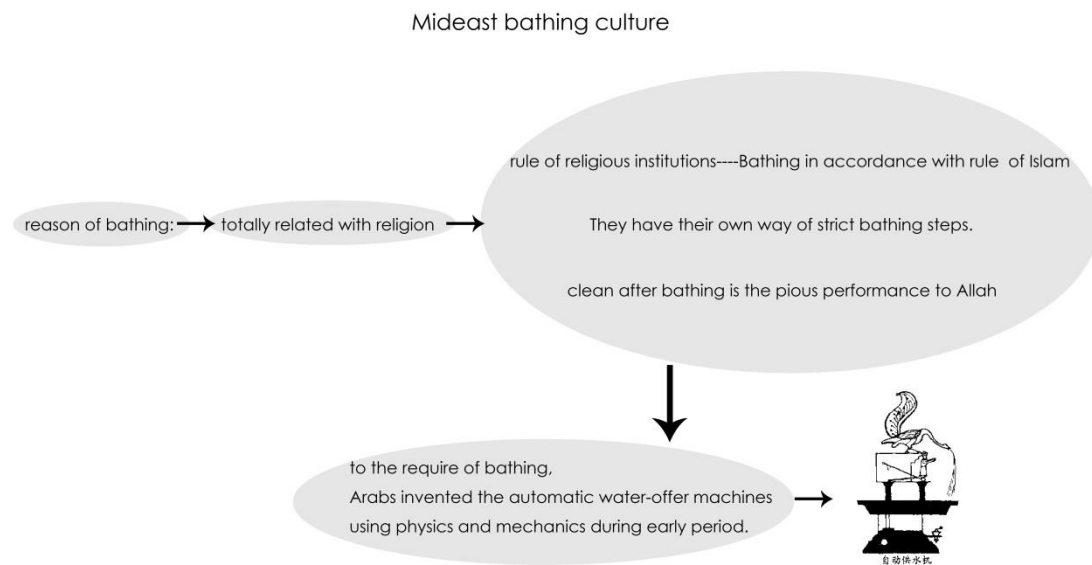 Mideast bathing culture
rule of religious institutions----Bathing in accordance with rule of Islam
reason of bathing:
totally related with religion
They have their own way of strict bathing steps.
clean after bathing is the pious performance to Allah
to the require of bathing,
Arabs invented the automatic water-offer machines
using physics and mechanics during early period.
自动供水机